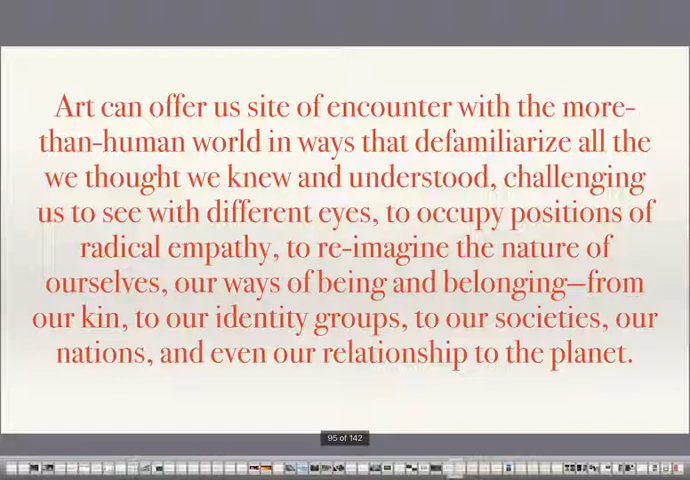 Art can offer us site of encounter with the more-
than-human world in ways that defamiliarize all the
we thought we knew and understood, challenging
us to see with different eyes, to occupy positions of
radical empathy, to re-imagine the nature of
ourselves, our ways of being and belonging—from
our kin, to our identity groups, to our societies, our
nations, and even our relationship to the planet.
95 of 142